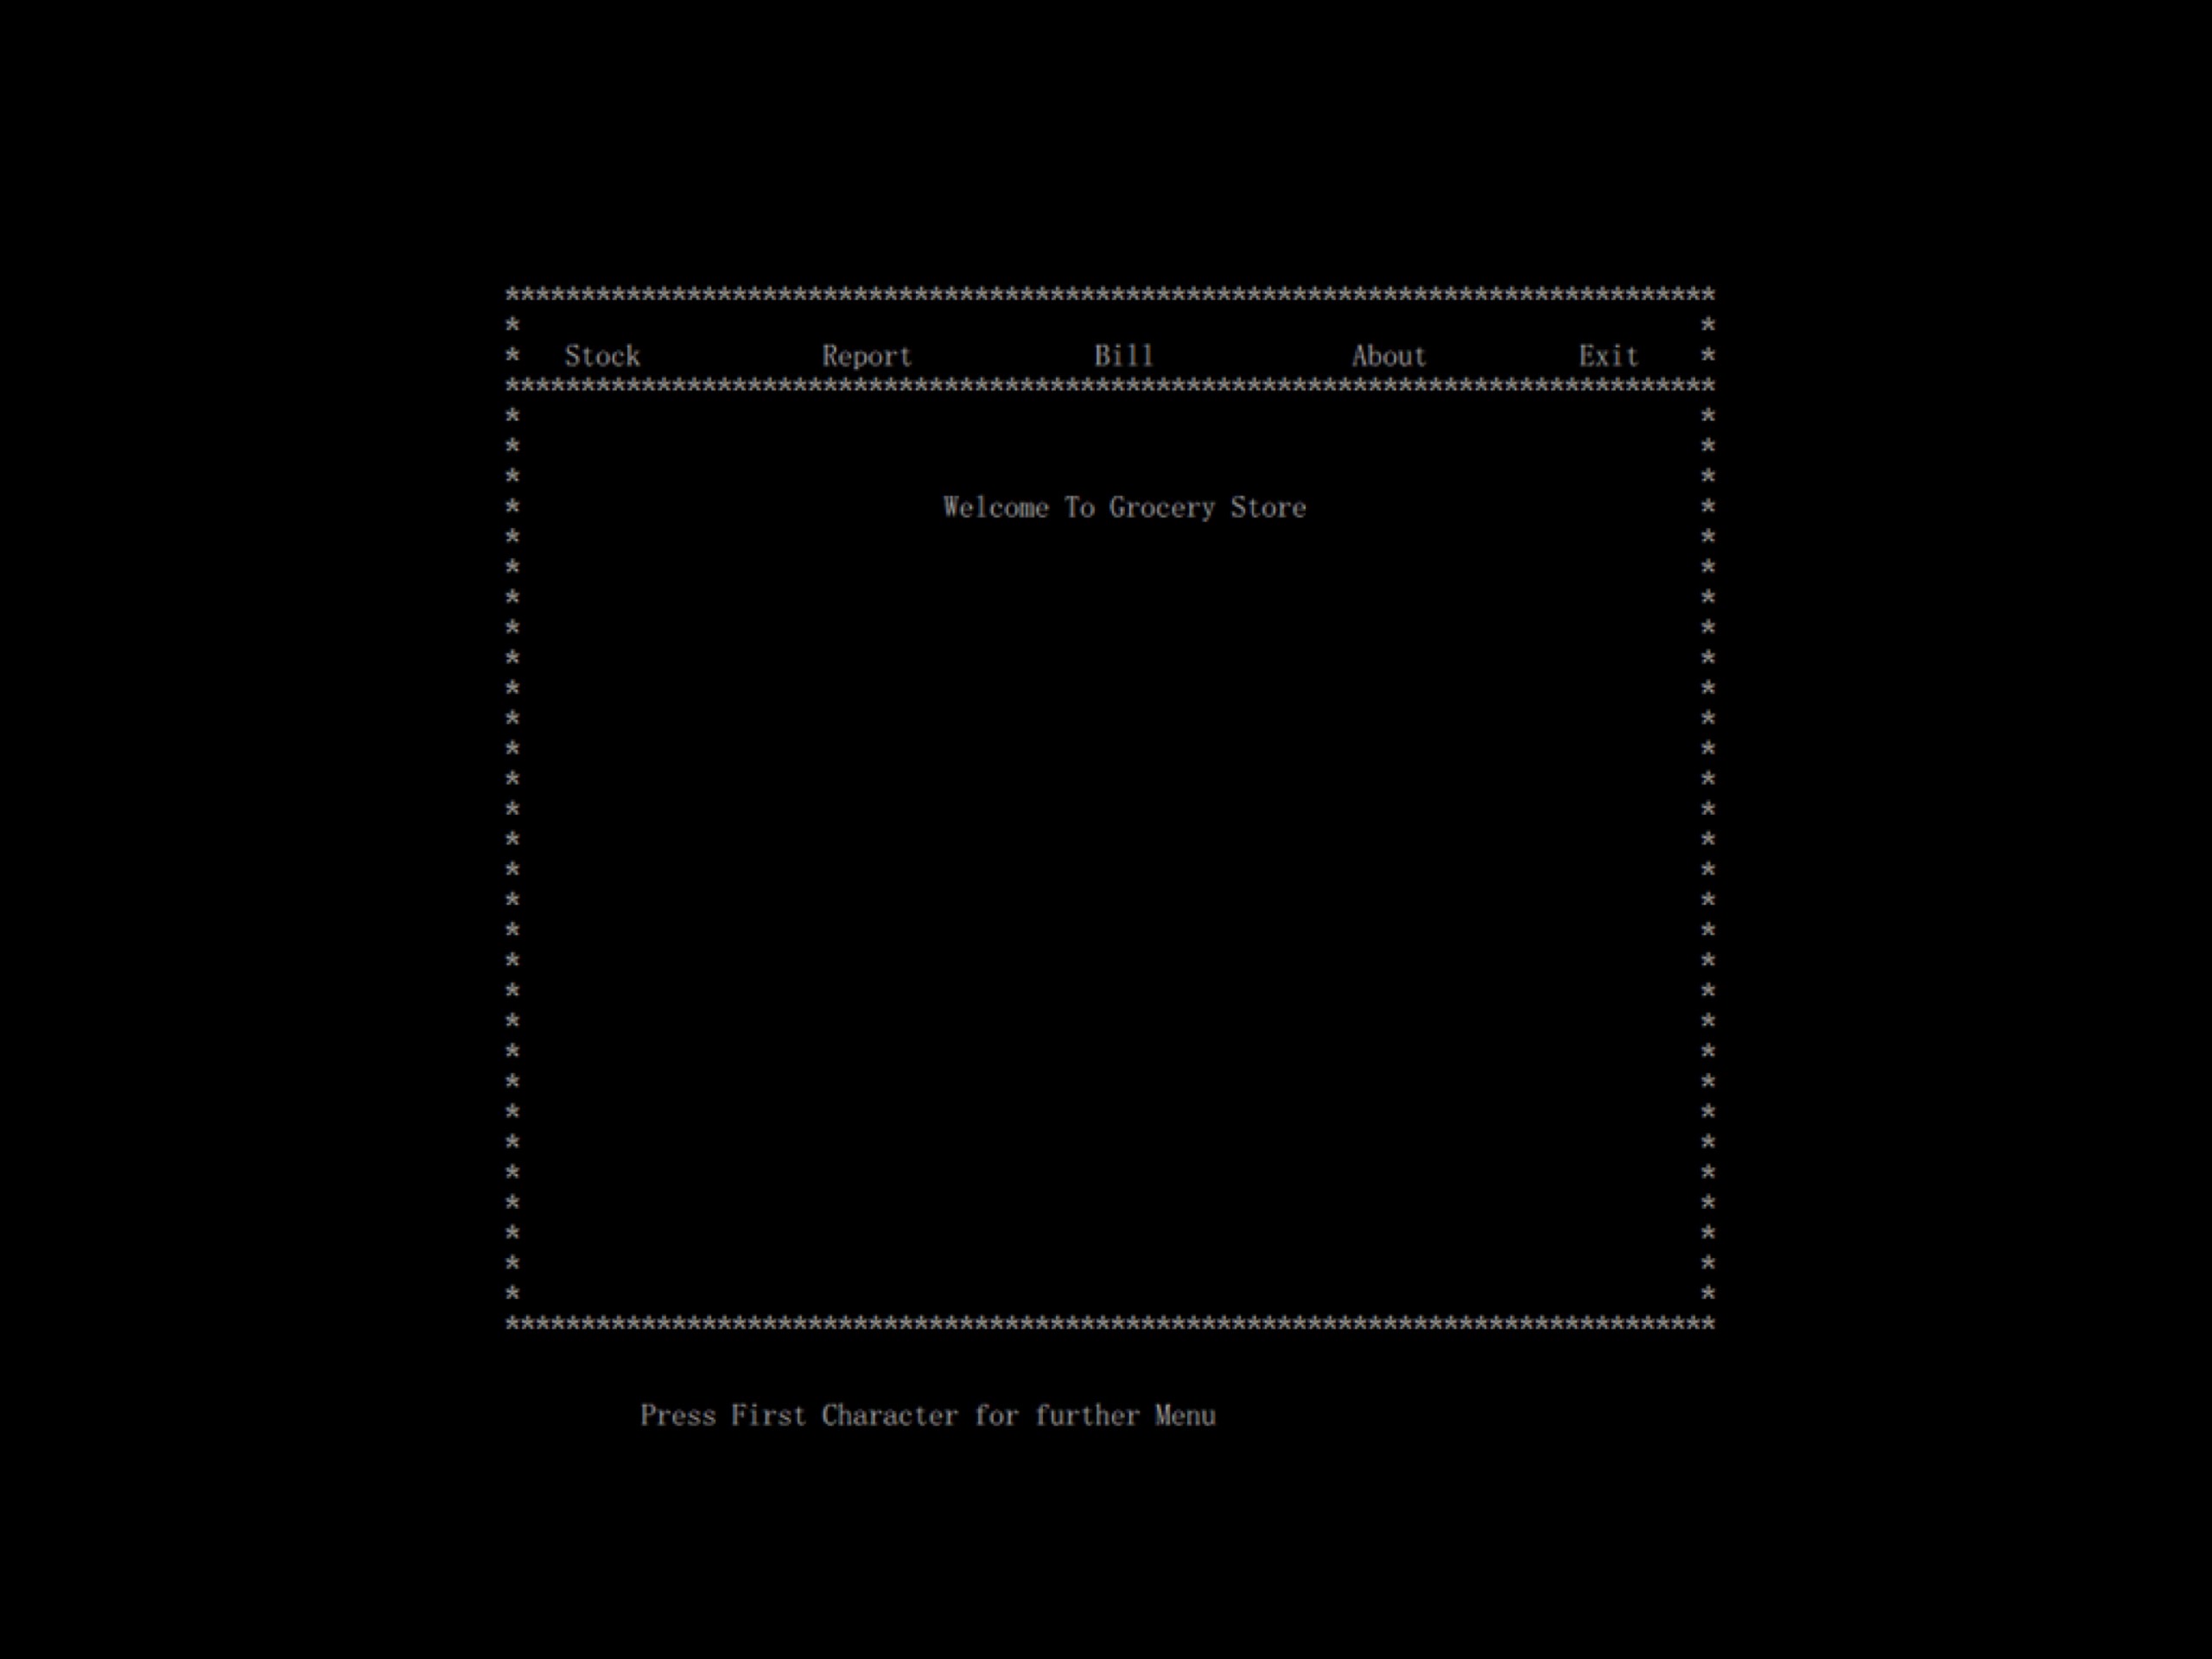 Stock Report Bill About Exit
Welcome To Grocery Store
Press First Character for further Menu